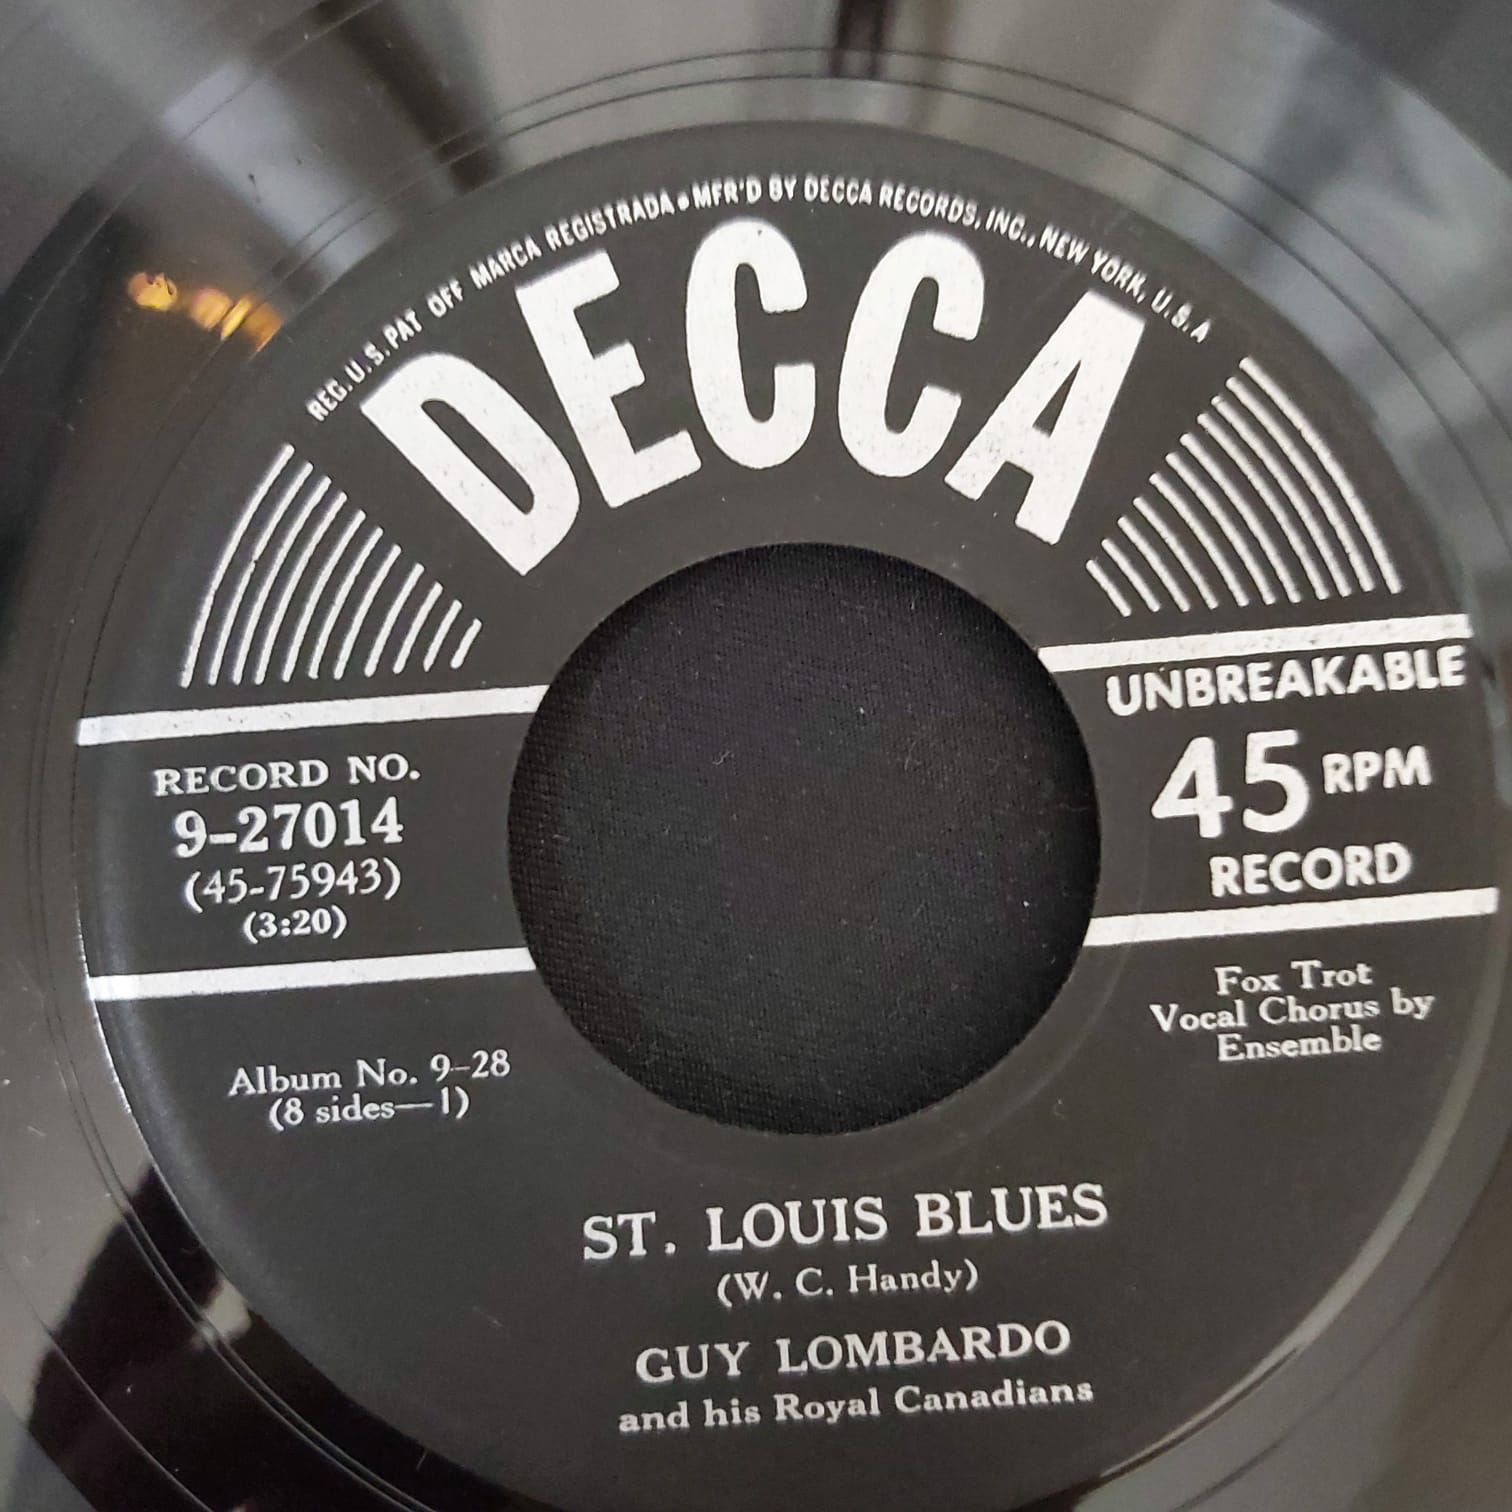 REG. U.S. PAT OFF MARCA REGISTRADA • MFR'D BY DECCA RECORDS, INC., NEW YORK, U.S.A
DECCA
RECORD NO.
9-27014
(45-75943)
(3:20)
UNBREAKABLE
45 RPM
RECORD
Album No. 9-28
(8 sides—1)
Fox Trot
Vocal Chorus by
Ensemble
ST. LOUIS BLUES
(W. C. Handy)
GUY LOMBARDO
and his Royal Canadians